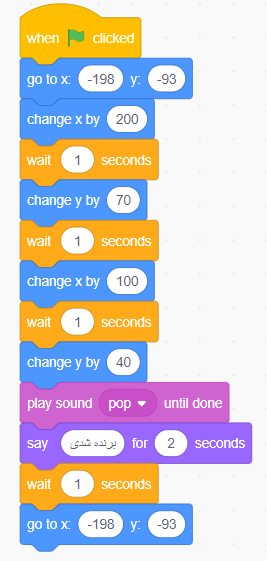 when clicked
go to x: -198 y: -93
change x by 200
wait 1 seconds
change y by 70
wait 1 seconds
change x by 100
wait 1 seconds
change y by 40
play sound pop until done
say برنده شدی for 2 seconds
wait 1 seconds
go to x: -198 y: -93